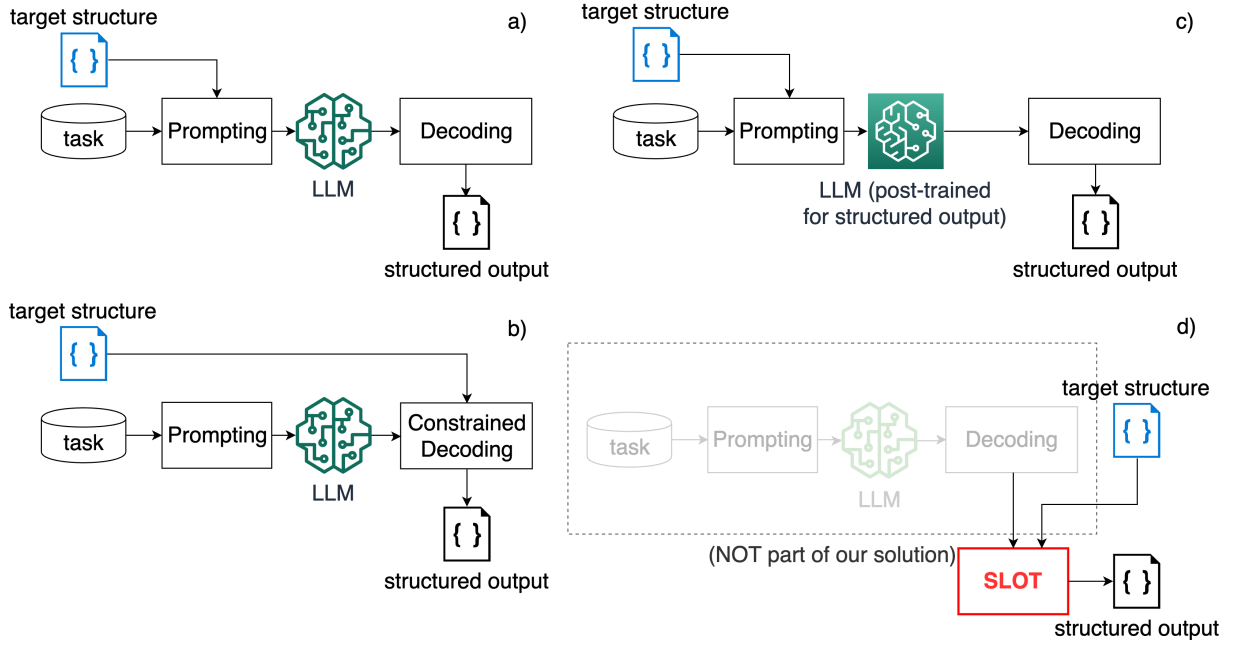 target structure
a)
{ }
task
Prompting
LLM
Decoding
{ }
structured output
target structure
b)
{ }
task
Prompting
LLM
Constrained
Decoding
{ }
structured output
target structure
c)
{ }
task
Prompting
LLM (post-trained
for structured output)
Decoding
{ }
structured output
d)
target structure
{ }
task
Prompting
LLM
Decoding
(NOT part of our solution)
SLOT
{ }
structured output